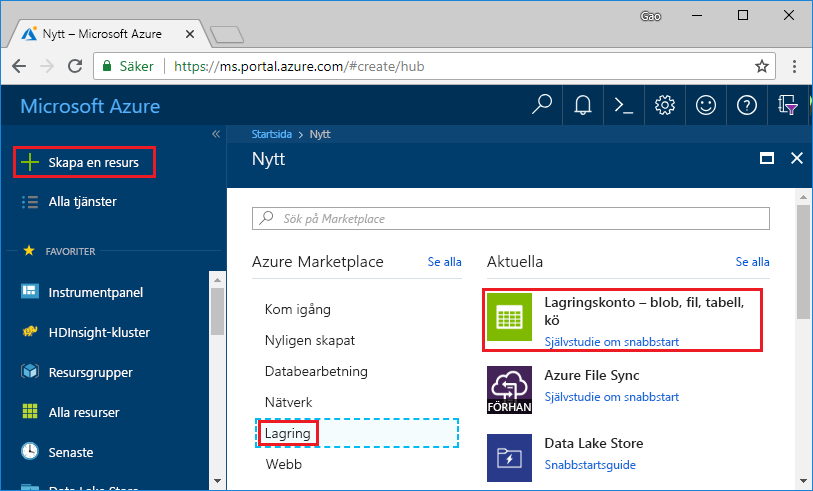 Gao
Nytt – Microsoft Azure
Säker
https://ms.portal.azure.com/#create/hub
Microsoft Azure
Startsida > Nytt
Nytt
Skapa en resurs
Alla tjänster
FAVORITER
Instrumentpanel
HDInsight-kluster
Resursgrupper
Alla resurser
Senaste
Data Lake Store
Sök på Marketplace
Azure Marketplace
Se alla
Kom igång
Nyligen skapat
Databearbetning
Nätverk
Lagring
Webb
Aktuella
Se alla
Lagringskonto – blob, fil, tabell,
kö
Självstudie om snabbstart
Azure File Sync
Självstudie om snabbstart
FÖRHAN
Data Lake Store
Snabbstartsguide